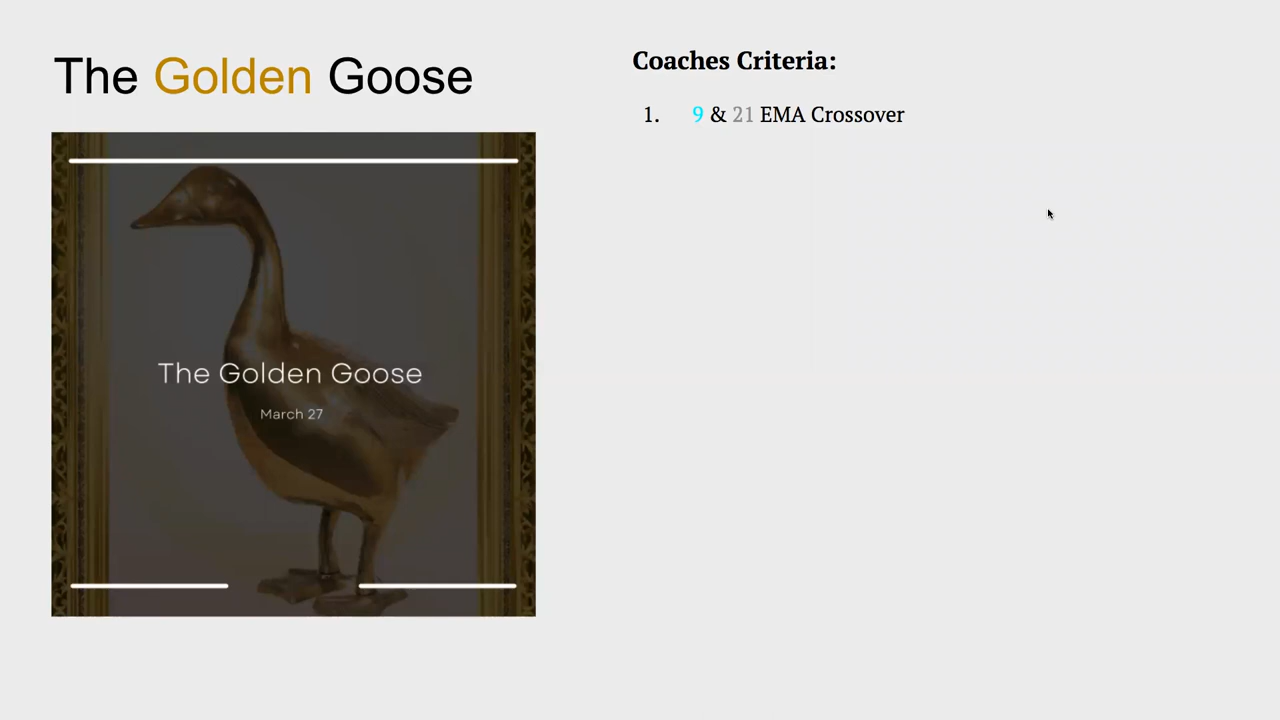 The Golden Goose
The Golden Goose
March 27
Coaches Criteria:
1. 9 & 21 EMA Crossover